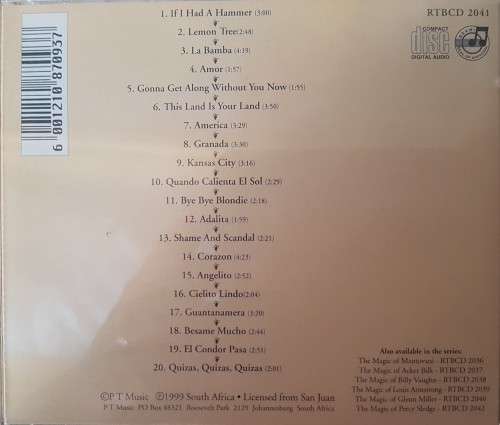 1. If I Had A Hammer (3:00)
2. Lemon Tree (2:48)
3. La Bamba (4:19)
4. Amor (1:57)
5. Gonna Get Along Without You Now (1:55)
6. This Land Is Your Land (3:50)
7. America (3:29)
8. Granada (3:30)
9. Kansas City (3:16)
10. Quando Calienta El Sol (2:29)
11. Bye Bye Blondie (2:18)
12. Adalita (1:59)
13. Shame And Scandal (2:21)
14. Corazon (4:23)
15. Angelito (2:52)
16. Cielito Lindo(2:04)
17. Guantanamera (3:20)
18. Besame Mucho (2:44)
19. El Condor Pasa (2:53)
20. Quizas, Quizas, Quizas (2:01)
6 001210 870937
RTBCD 2041
COMPACT
disc
DIGITAL AUDIO
Also available in the series:
The Magic of Mantovani - RTBCD 2036
The Magic of Acker Bilk - RTBCD 2037
The Magic of Billy Vaughn - RTBCD 2038
The Magic of Louis Armstrong - RTBCD 2039
The Magic of Glenn Miller - RTBCD 2040
The Magic of Percy Sledge - RTBCD 2042
©P T Music ℗1999 South Africa • Licensed from San Juan
P T Music PO Box 48323 Roosevelt Park 2129 Johannesburg South Africa